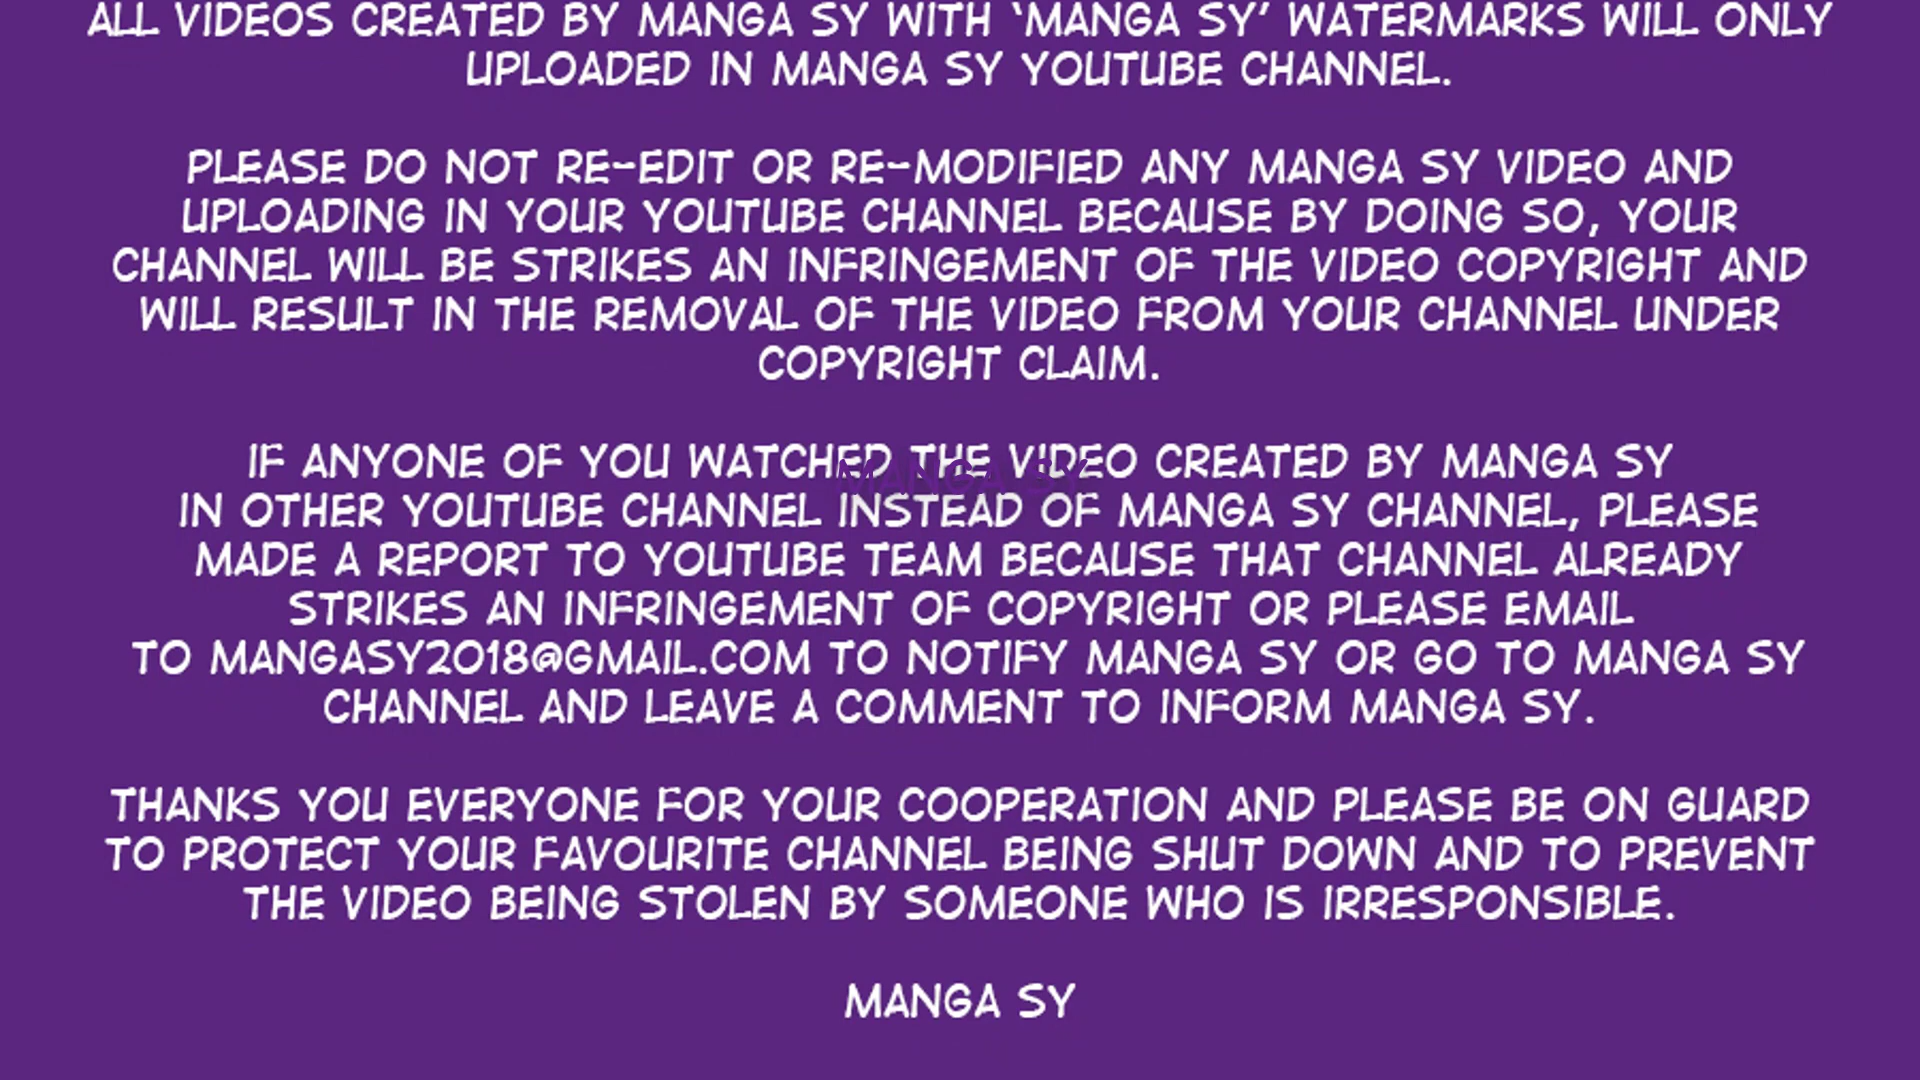 ALL VIDEOS CREATED BY MANGA SY WITH 'MANGA SY' WATERMARKS WILL ONLY
UPLOADED IN MANGA SY YOUTUBE CHANNEL.
PLEASE DO NOT RE-EDIT OR RE-MODIFIED ANY MANGA SY VIDEO AND
UPLOADING IN YOUR YOUTUBE CHANNEL BECAUSE BY DOING SO, YOUR
CHANNEL WILL BE STRIKES AN INFRINGEMENT OF THE VIDEO COPYRIGHT AND
WILL RESULT IN THE REMOVAL OF THE VIDEO FROM YOUR CHANNEL UNDER
COPYRIGHT CLAIM.
IF ANYONE OF YOU WATCHED THE VIDEO CREATED BY MANGA SY
MANGA SY
IN OTHER YOUTUBE CHANNEL INSTEAD OF MANGA SY CHANNEL, PLEASE
MADE A REPORT TO YOUTUBE TEAM BECAUSE THAT CHANNEL ALREADY
STRIKES AN INFRINGEMENT OF COPYRIGHT OR PLEASE EMAIL
TO MANGASY2018@GMAIL.COM TO NOTIFY MANGA SY OR GO TO MANGA SY
CHANNEL AND LEAVE A COMMENT TO INFORM MANGA SY.
THANKS YOU EVERYONE FOR YOUR COOPERATION AND PLEASE BE ON GUARD
TO PROTECT YOUR FAVOURITE CHANNEL BEING SHUT DOWN AND TO PREVENT
THE VIDEO BEING STOLEN BY SOMEONE WHO IS IRRESPONSIBLE.
MANGA SY